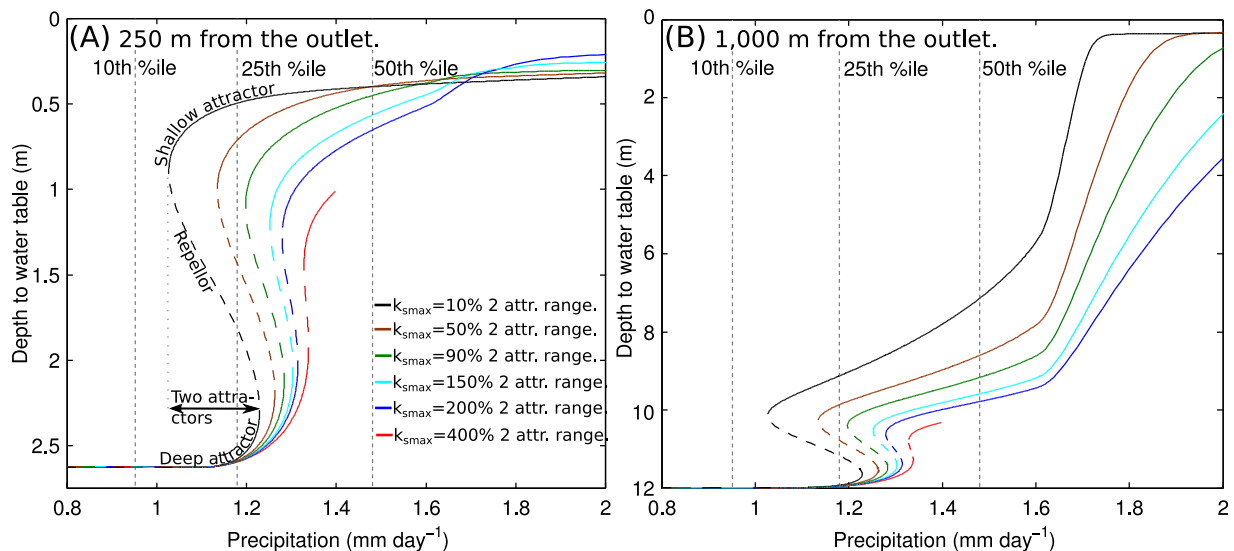 (A) 250 m from the outlet.
10th %ile
25th %ile
50th %ile
Shallow attractor
Repellor
Two attra-
ctors
Deep attractor
k_smax=10% 2 attr. range.
k_smax=50% 2 attr. range.
k_smax=90% 2 attr. range.
k_smax=150% 2 attr. range.
k_smax=200% 2 attr. range.
k_smax=400% 2 attr. range.
Depth to water table (m)
0
0.5
1
1.5
2
2.5
0.8
1
1.2
1.4
1.6
1.8
2
Precipitation (mm day⁻¹)
(B) 1,000 m from the outlet.
10th %ile
25th %ile
50th %ile
Depth to water table (m)
0
2
4
6
8
10
12
0.8
1
1.2
1.4
1.6
1.8
2
Precipitation (mm day⁻¹)